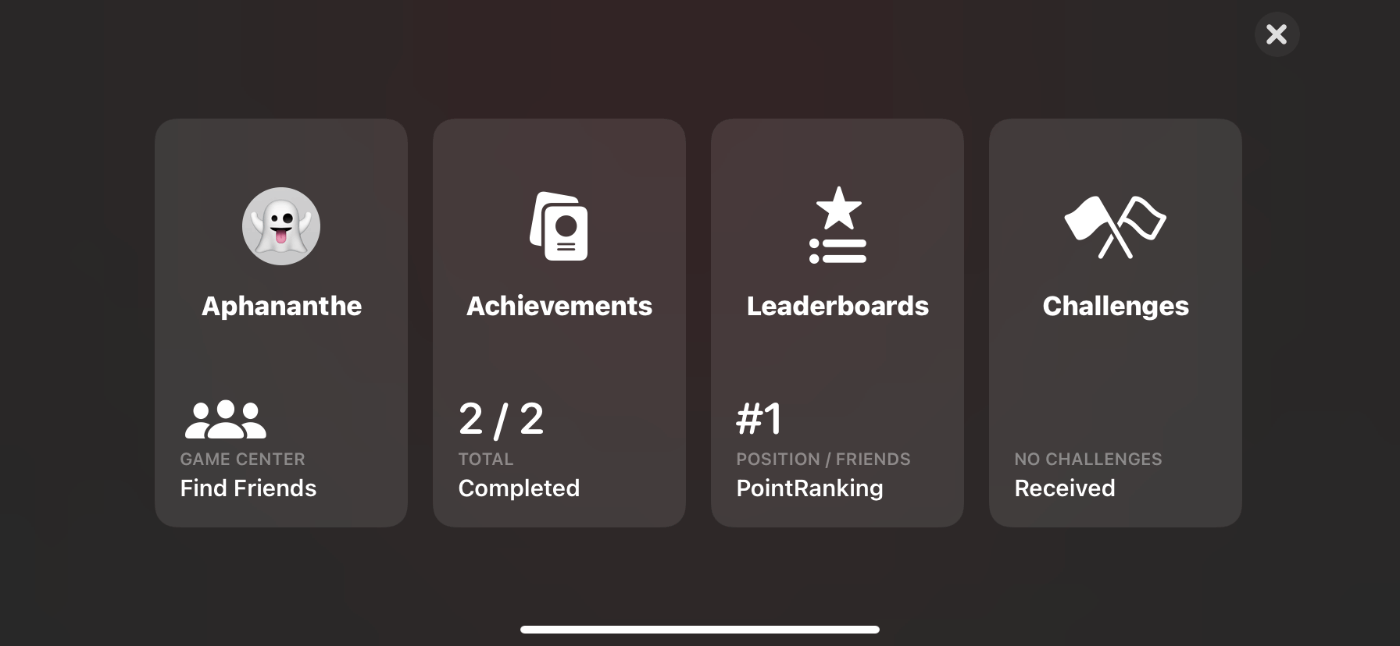 Aphananthe
GAME CENTER
Find Friends
Achievements
2 / 2
TOTAL
Completed
Leaderboards
#1
POSITION / FRIENDS
PointRanking
Challenges
NO CHALLENGES
Received